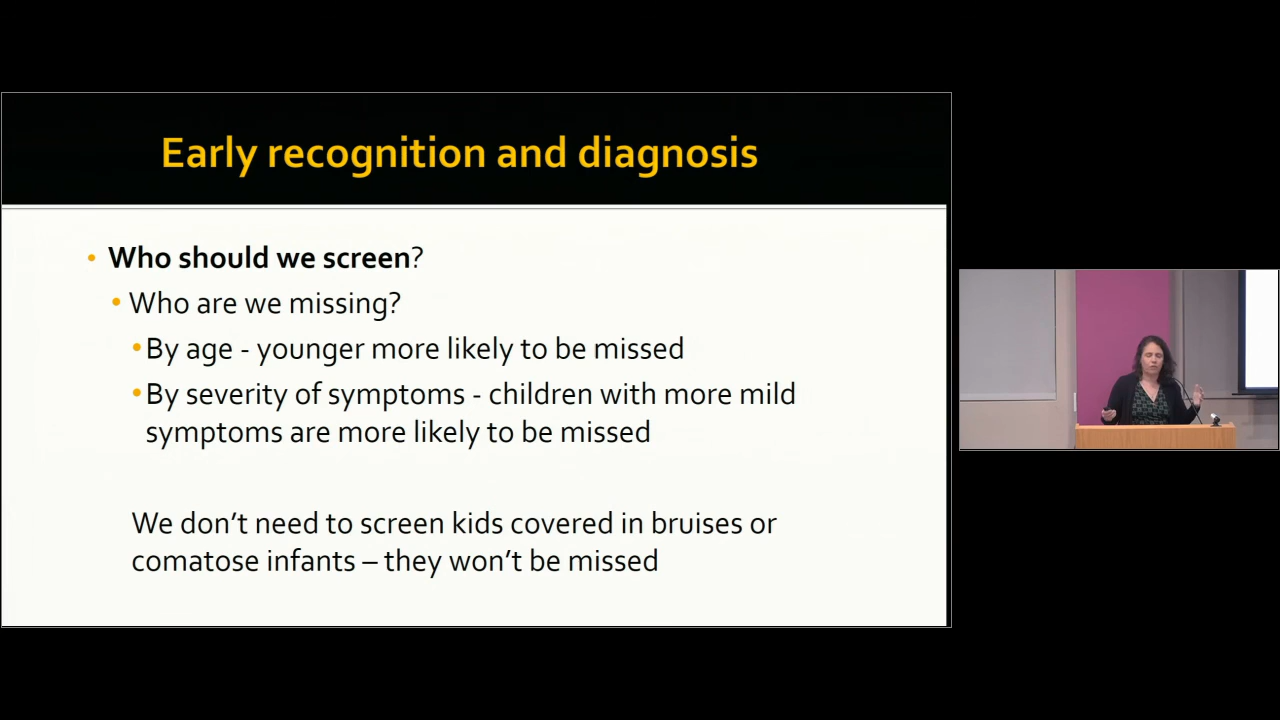 Early recognition and diagnosis
• Who should we screen?
• Who are we missing?
• By age - younger more likely to be missed
• By severity of symptoms - children with more mild
symptoms are more likely to be missed
We don’t need to screen kids covered in bruises or
comatose infants – they won’t be missed